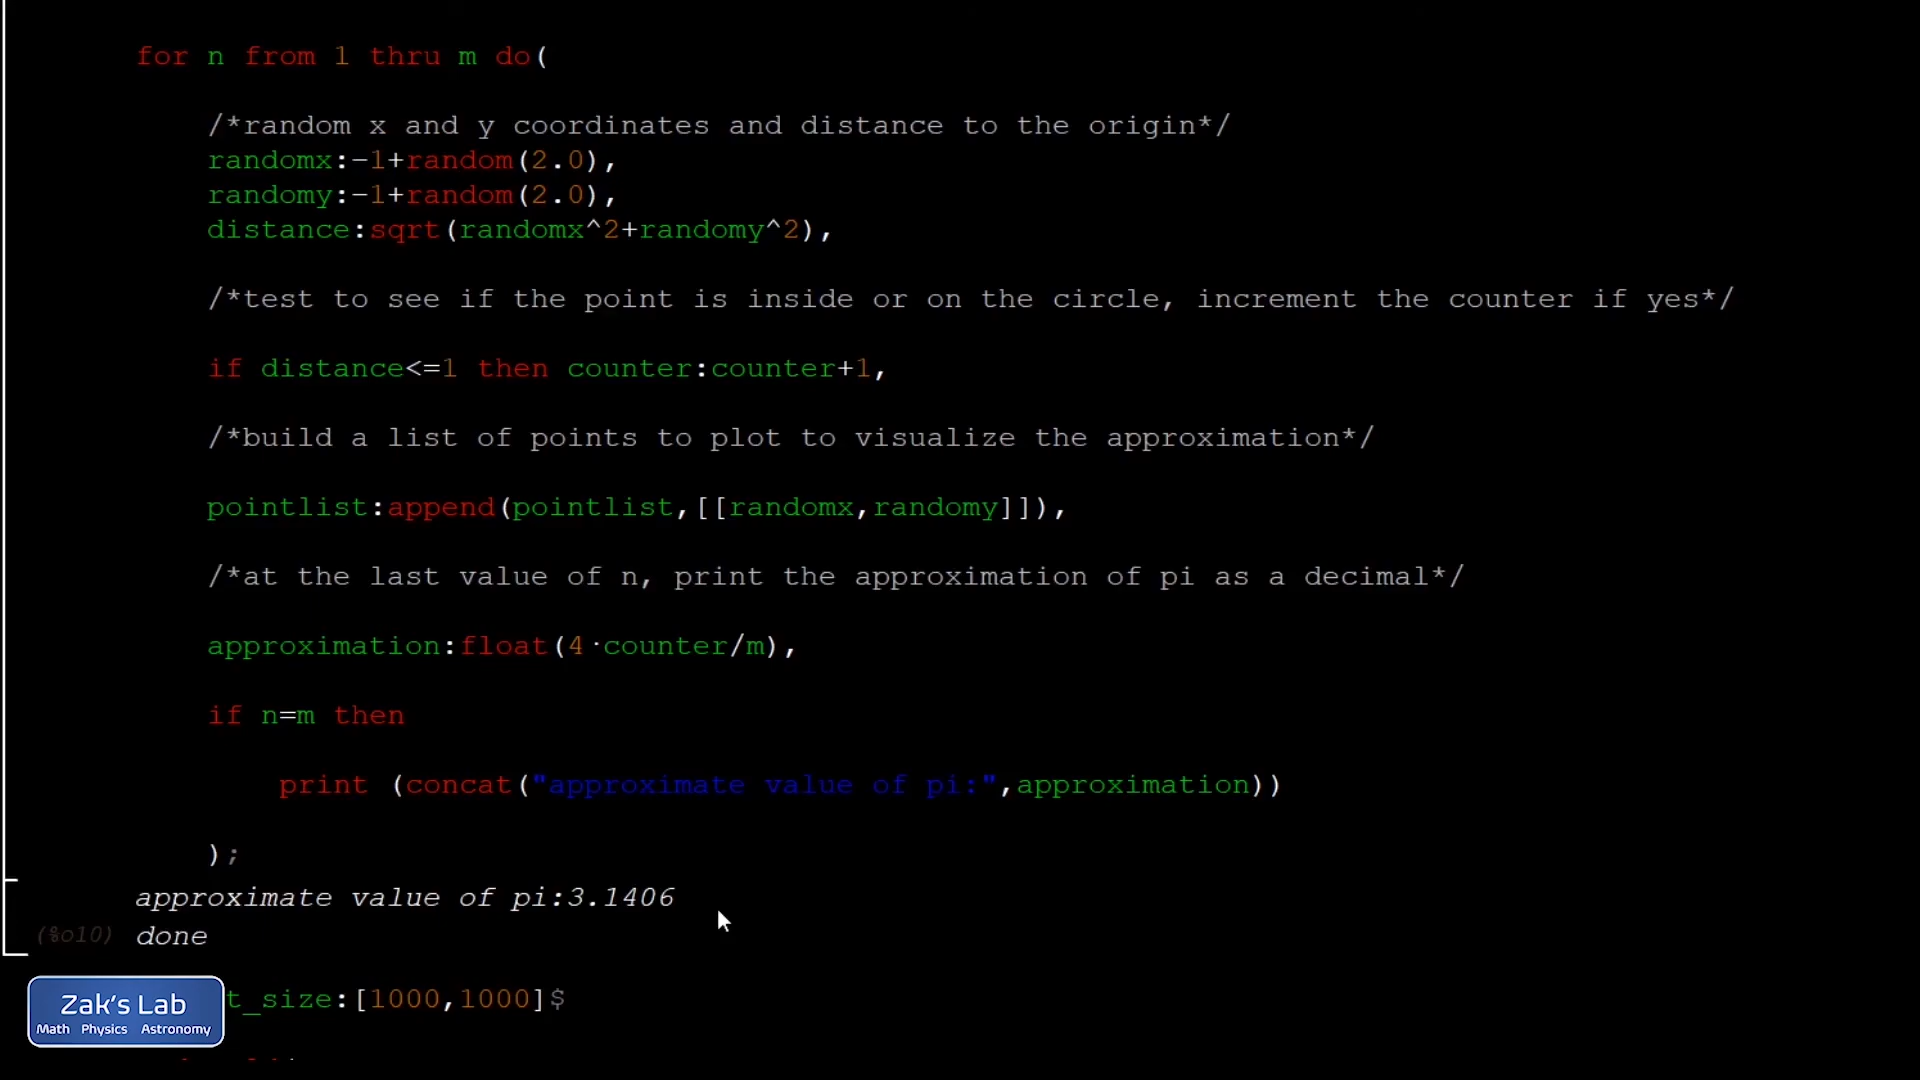 for n from 1 thru m do(
/*random x and y coordinates and distance to the origin*/
randomx:−1+random(2.0),
randomy:−1+random(2.0),
distance:sqrt(randomx^2+randomy^2),
/*test to see if the point is inside or on the circle, increment the counter if yes*/
if distance<=1 then counter:counter+1,
/*build a list of points to plot to visualize the approximation*/
pointlist:append(pointlist,[[randomx,randomy]]),
/*at the last value of n, print the approximation of pi as a decimal*/
approximation:float(4·counter/m),
if n=m then
print (concat("approximate value of pi:",approximation))
);
approximate value of pi:3.1406
(%o10) done
t_size:[1000,1000]$
Zak's Lab
Math Physics Astronomy